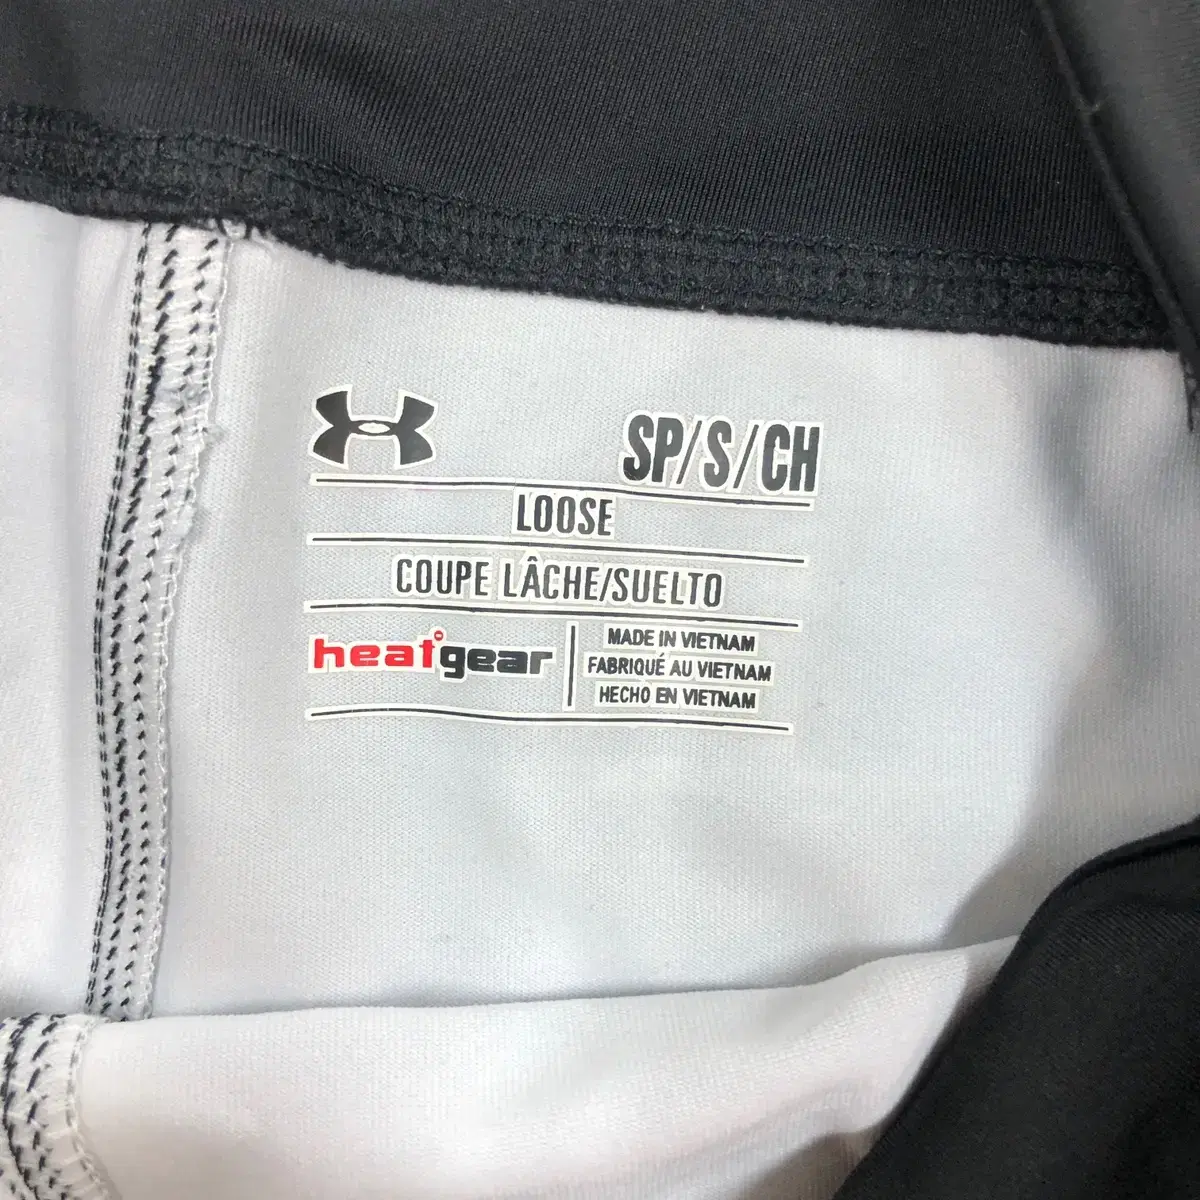 SP/S/CH
LOOSE
COUPE LÂCHE/SUELTO
heatgear
MADE IN VIETNAM
FABRIQUÉ AU VIETNAM
HECHO EN VIETNAM